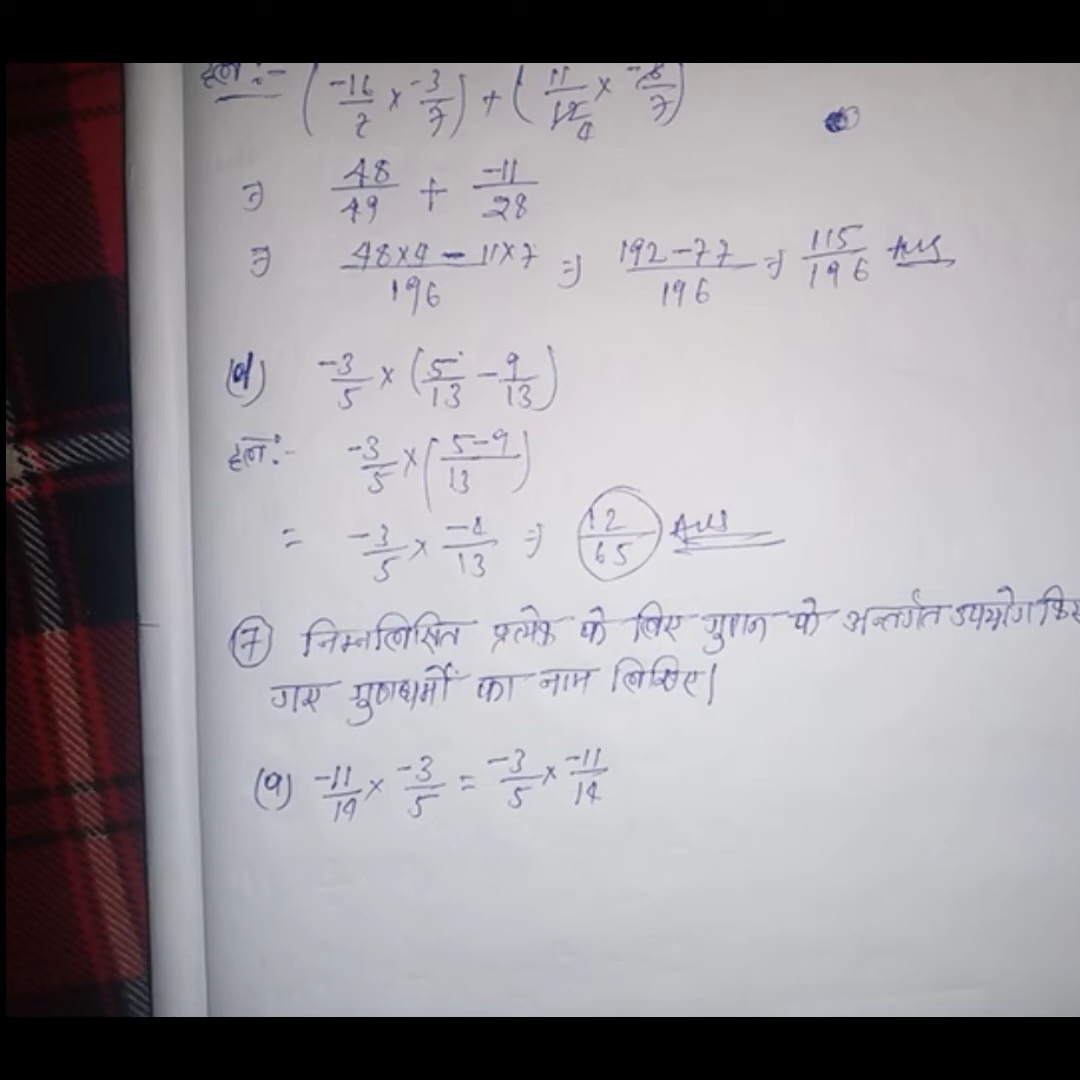 हल :- (-16/7 × -3/7) + (11/12 4 × -3/7)
⇒ 48/49 + -11/28
⇒ 48×4 - 11×7/196 ⇒ 192-77/196 ⇒ 115/196 Ans
(d) -3/5 × (5/13 - 9/13)
हल:- -3/5 × (5-9/13)
= -3/5 × -4/13 ⇒ 12/65 Ans
(7) निम्नलिखित प्रत्येक के लिए गुणन के अन्तर्गत उपयोग किए
गए गुणधर्मों का नाम लिखिए।
(a) -11/14 × -3/5 = -3/5 × -11/14